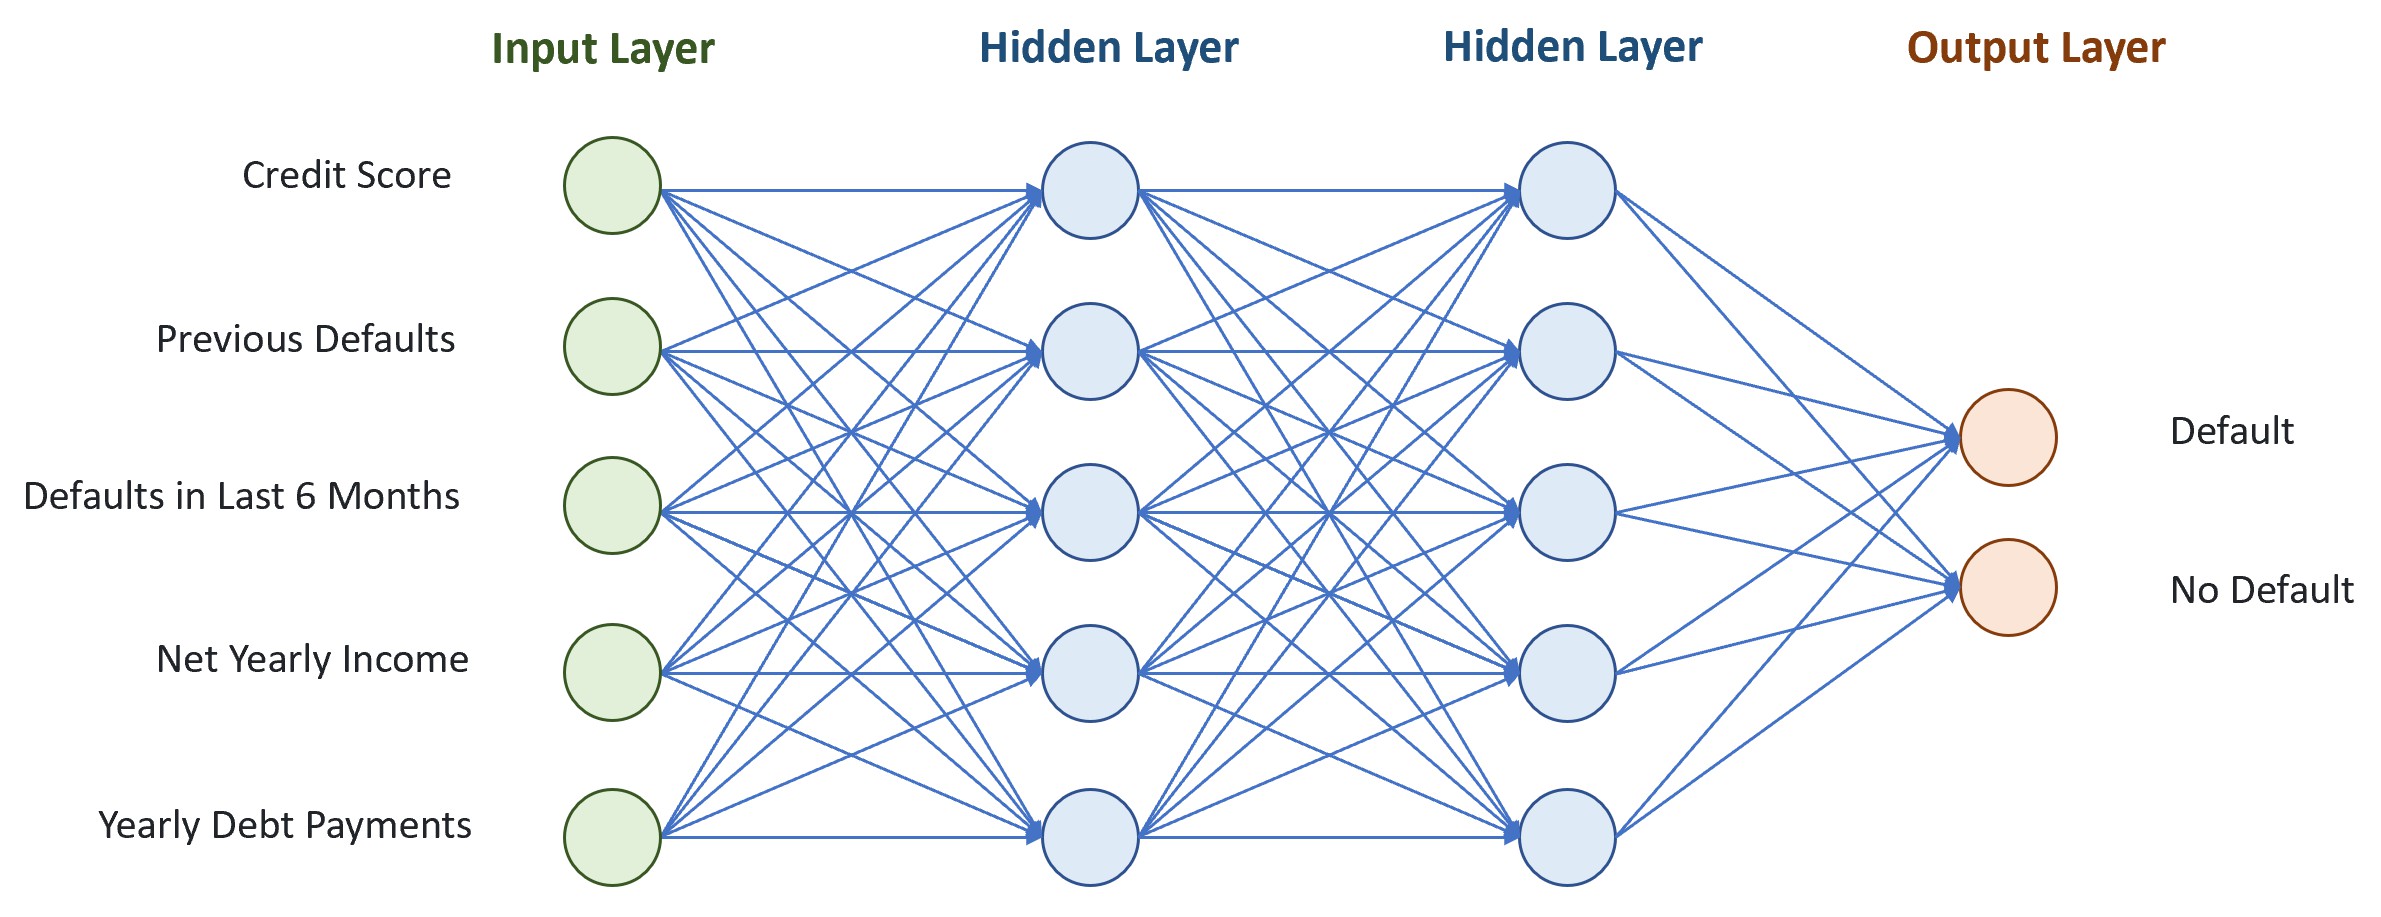 Input Layer
Hidden Layer
Hidden Layer
Output Layer
Credit Score
Previous Defaults
Defaults in Last 6 Months
Net Yearly Income
Yearly Debt Payments
Default
No Default